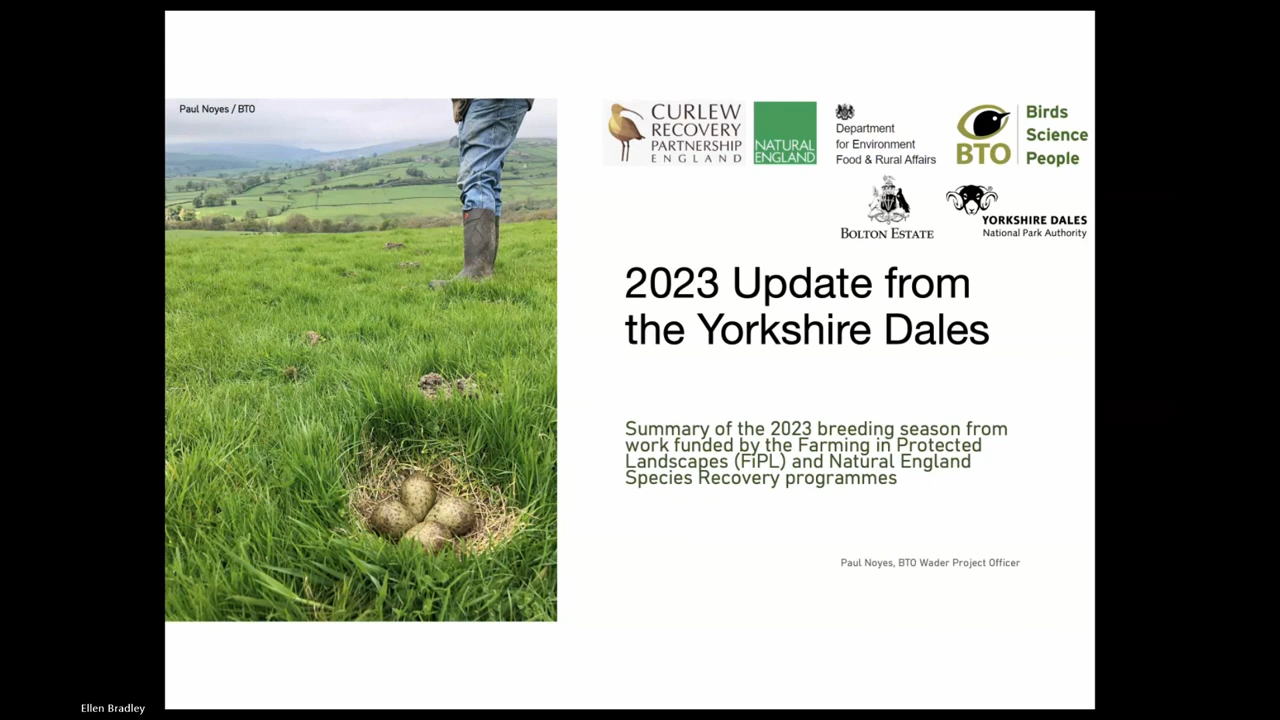 Paul Noyes / BTO
CURLEW
RECOVERY
PARTNERSHIP
ENGLAND
NATURAL
ENGLAND
Department
for Environment
Food & Rural Affairs
BTO
Birds
Science
People
BOLTON ESTATE
YORKSHIRE DALES
National Park Authority
2023 Update from
the Yorkshire Dales
Summary of the 2023 breeding season from
work funded by the Farming in Protected
Landscapes (FiPL) and Natural England
Species Recovery programmes
Paul Noyes, BTO Wader Project Officer
Ellen Bradley